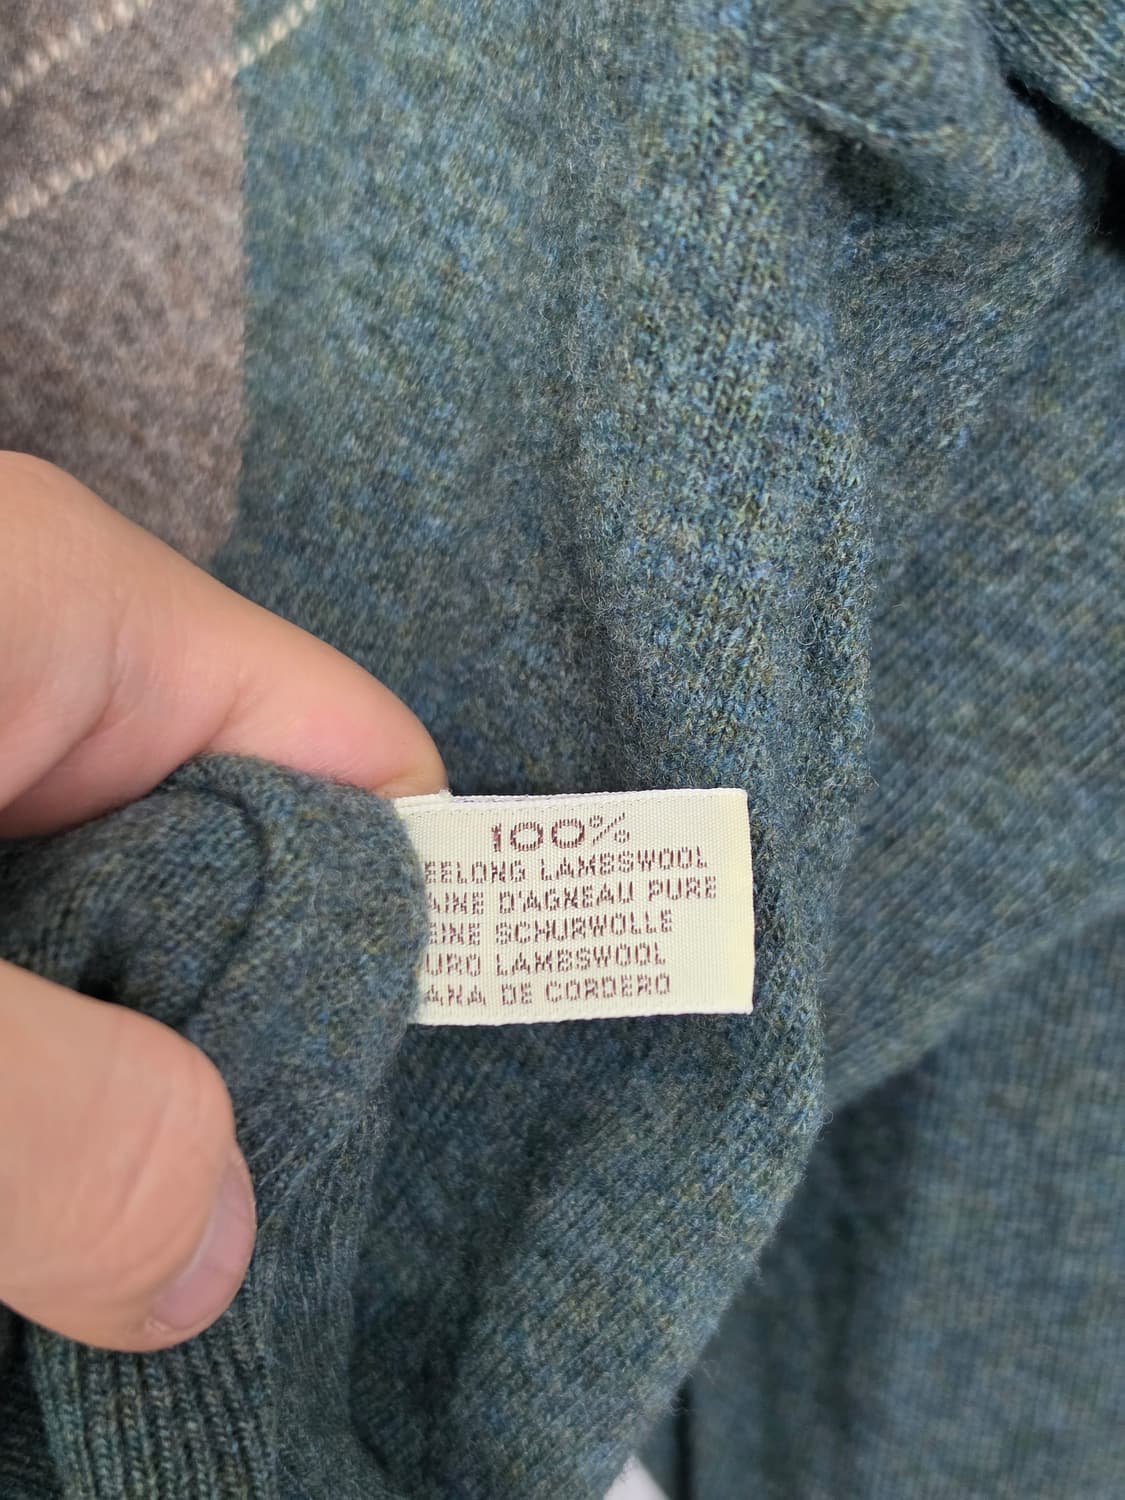 100%
EELONG LAMBSWOOL
AINE D'AGNEAU PURE
EINE SCHURWOLLE
URO LAMBSWOOL
ANA DE CORDERO